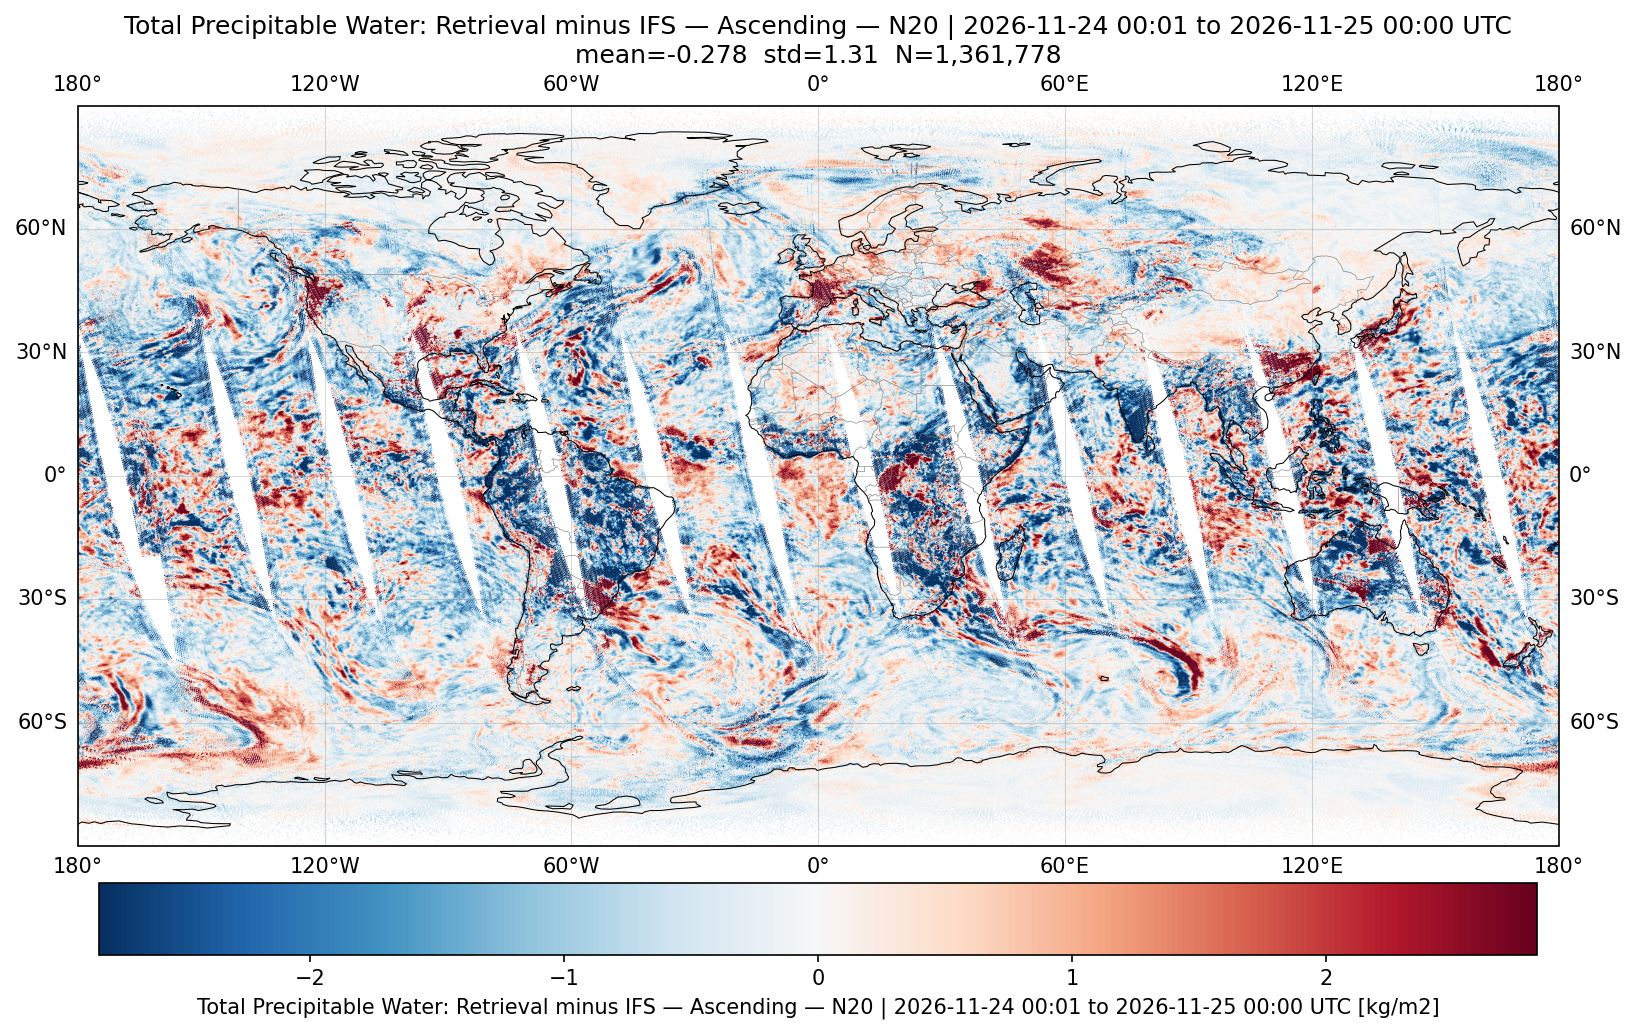 Total Precipitable Water: Retrieval minus IFS — Ascending — N20 | 2026-11-24 00:01 to 2026-11-25 00:00 UTC
mean=-0.278  std=1.31  N=1,361,778
180° 120°W 60°W 0° 60°E 120°E 180°
60°N 60°N
30°N 30°N
0° 0°
30°S 30°S
60°S 60°S
180° 120°W 60°W 0° 60°E 120°E 180°
−2 −1 0 1 2
Total Precipitable Water: Retrieval minus IFS — Ascending — N20 | 2026-11-24 00:01 to 2026-11-25 00:00 UTC [kg/m2]